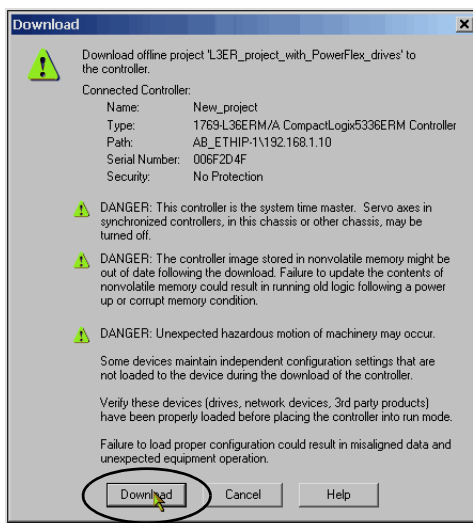 Download
Download offline project 'L3ER_project_with_PowerFlex_drives' to
the controller.
Connected Controller:
Name: New_project
Type: 1769-L36ERM/A CompactLogix5336ERM Controller
Path: AB_ETHIP-1\192.168.1.10
Serial Number: 006F2D4F
Security: No Protection
DANGER: This controller is the system time master. Servo axes in
synchronized controllers, in this chassis or other chassis, may be
turned off.
DANGER: The controller image stored in nonvolatile memory might be
out of date following the download. Failure to update the contents of
nonvolatile memory could result in running old logic following a power
up or corrupt memory condition.
DANGER: Unexpected hazardous motion of machinery may occur.
Some devices maintain independent configuration settings that are
not loaded to the device during the download of the controller.
Verify these devices (drives, network devices, 3rd party products)
have been properly loaded before placing the controller into run mode.
Failure to load proper configuration could result in misaligned data and
unexpected equipment operation.
Download Cancel Help